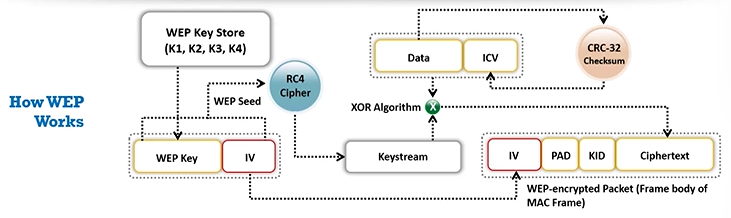 How WEP
Works
WEP Key Store
(K1, K2, K3, K4)
WEP Seed
RC4
Cipher
WEP Key
IV
Keystream
Data
ICV
CRC-32
Checksum
XOR Algorithm
X
IV
PAD
KID
Ciphertext
WEP-encrypted Packet (Frame body of
MAC Frame)